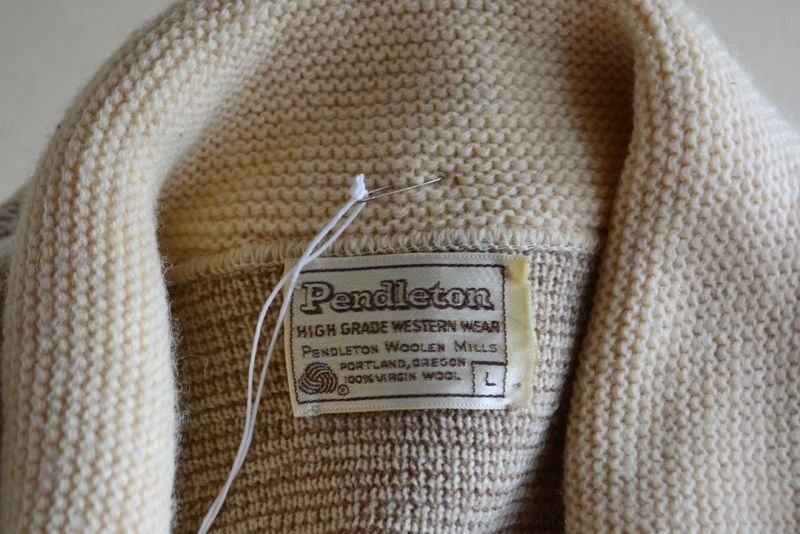 Pendleton
HIGH GRADE WESTERN WEAR
PENDLETON WOOLEN MILLS
PORTLAND, OREGON
100% VIRGIN WOOL
L
®